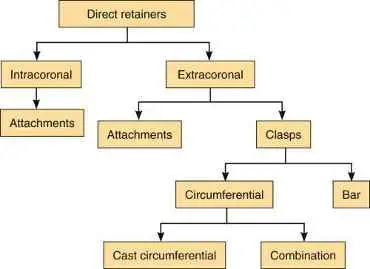 Direct retainers
Intracoronal
Extracoronal
Attachments
Attachments
Clasps
Circumferential
Bar
Cast circumferential
Combination